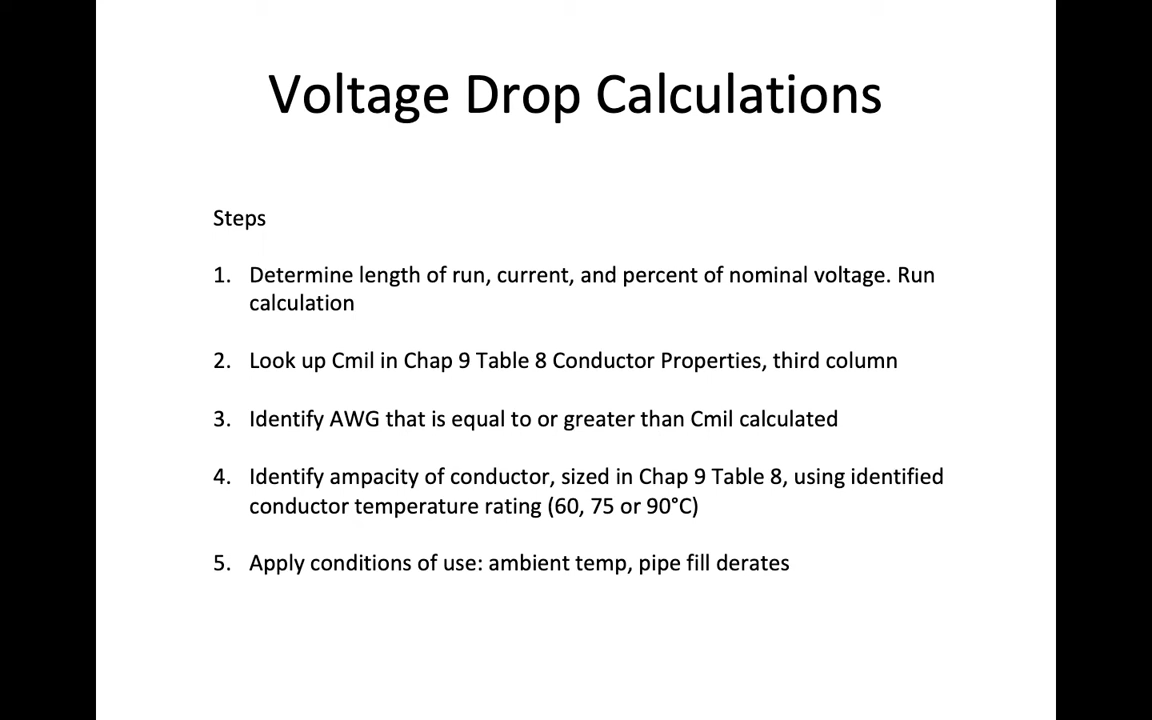 Voltage Drop Calculations
Steps
1. Determine length of run, current, and percent of nominal voltage. Run
calculation
2. Look up Cmil in Chap 9 Table 8 Conductor Properties, third column
3. Identify AWG that is equal to or greater than Cmil calculated
4. Identify ampacity of conductor, sized in Chap 9 Table 8, using identified
conductor temperature rating (60, 75 or 90°C)
5. Apply conditions of use: ambient temp, pipe fill derates